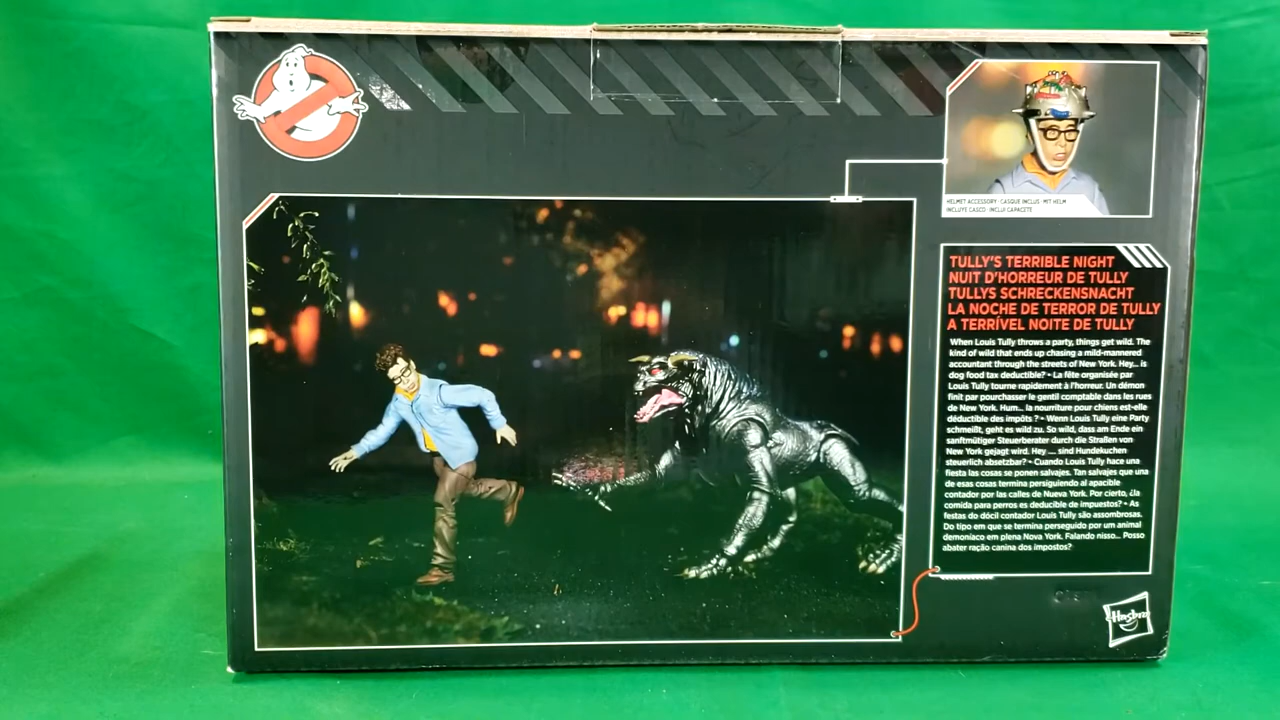 HELMET ACCESSORY · CASQUE INCLUS · MIT HELM
INCLUYE CASCO · INCLUI CAPACETE
TULLY'S TERRIBLE NIGHT
NUIT D'HORREUR DE TULLY
TULLYS SCHRECKENSNACHT
LA NOCHE DE TERROR DE TULLY
A TERRÍVEL NOITE DE TULLY
When Louis Tully throws a party, things get wild. The
kind of wild that ends up chasing a mild-mannered
accountant through the streets of New York. Hey... is
dog food tax deductible? • La fête organisée par
Louis Tully tourne rapidement à l'horreur. Un démon
finit par pourchasser le gentil comptable dans les rues
de New York. Hum... la nourriture pour chiens est-elle
déductible des impôts ? • Wenn Louis Tully eine Party
schmeißt, geht es wild zu. So wild, dass am Ende ein
sanftmütiger Steuerberater durch die Straßen von
New York gejagt wird. Hey .... sind Hundekuchen
steuerlich absetzbar? • Cuando Louis Tully hace una
fiesta las cosas se ponen salvajes. Tan salvajes que una
de esas cosas termina persiguiendo al apacible
contador por las calles de Nueva York. Por cierto, ¿la
comida para perros es deducible de impuestos? • As
festas do dócil contador Louis Tully são assombrosas.
Do tipo em que se termina perseguido por um animal
demoníaco em plena Nova York. Falando nisso... Posso
abater ração canina dos impostos?
Hasbro